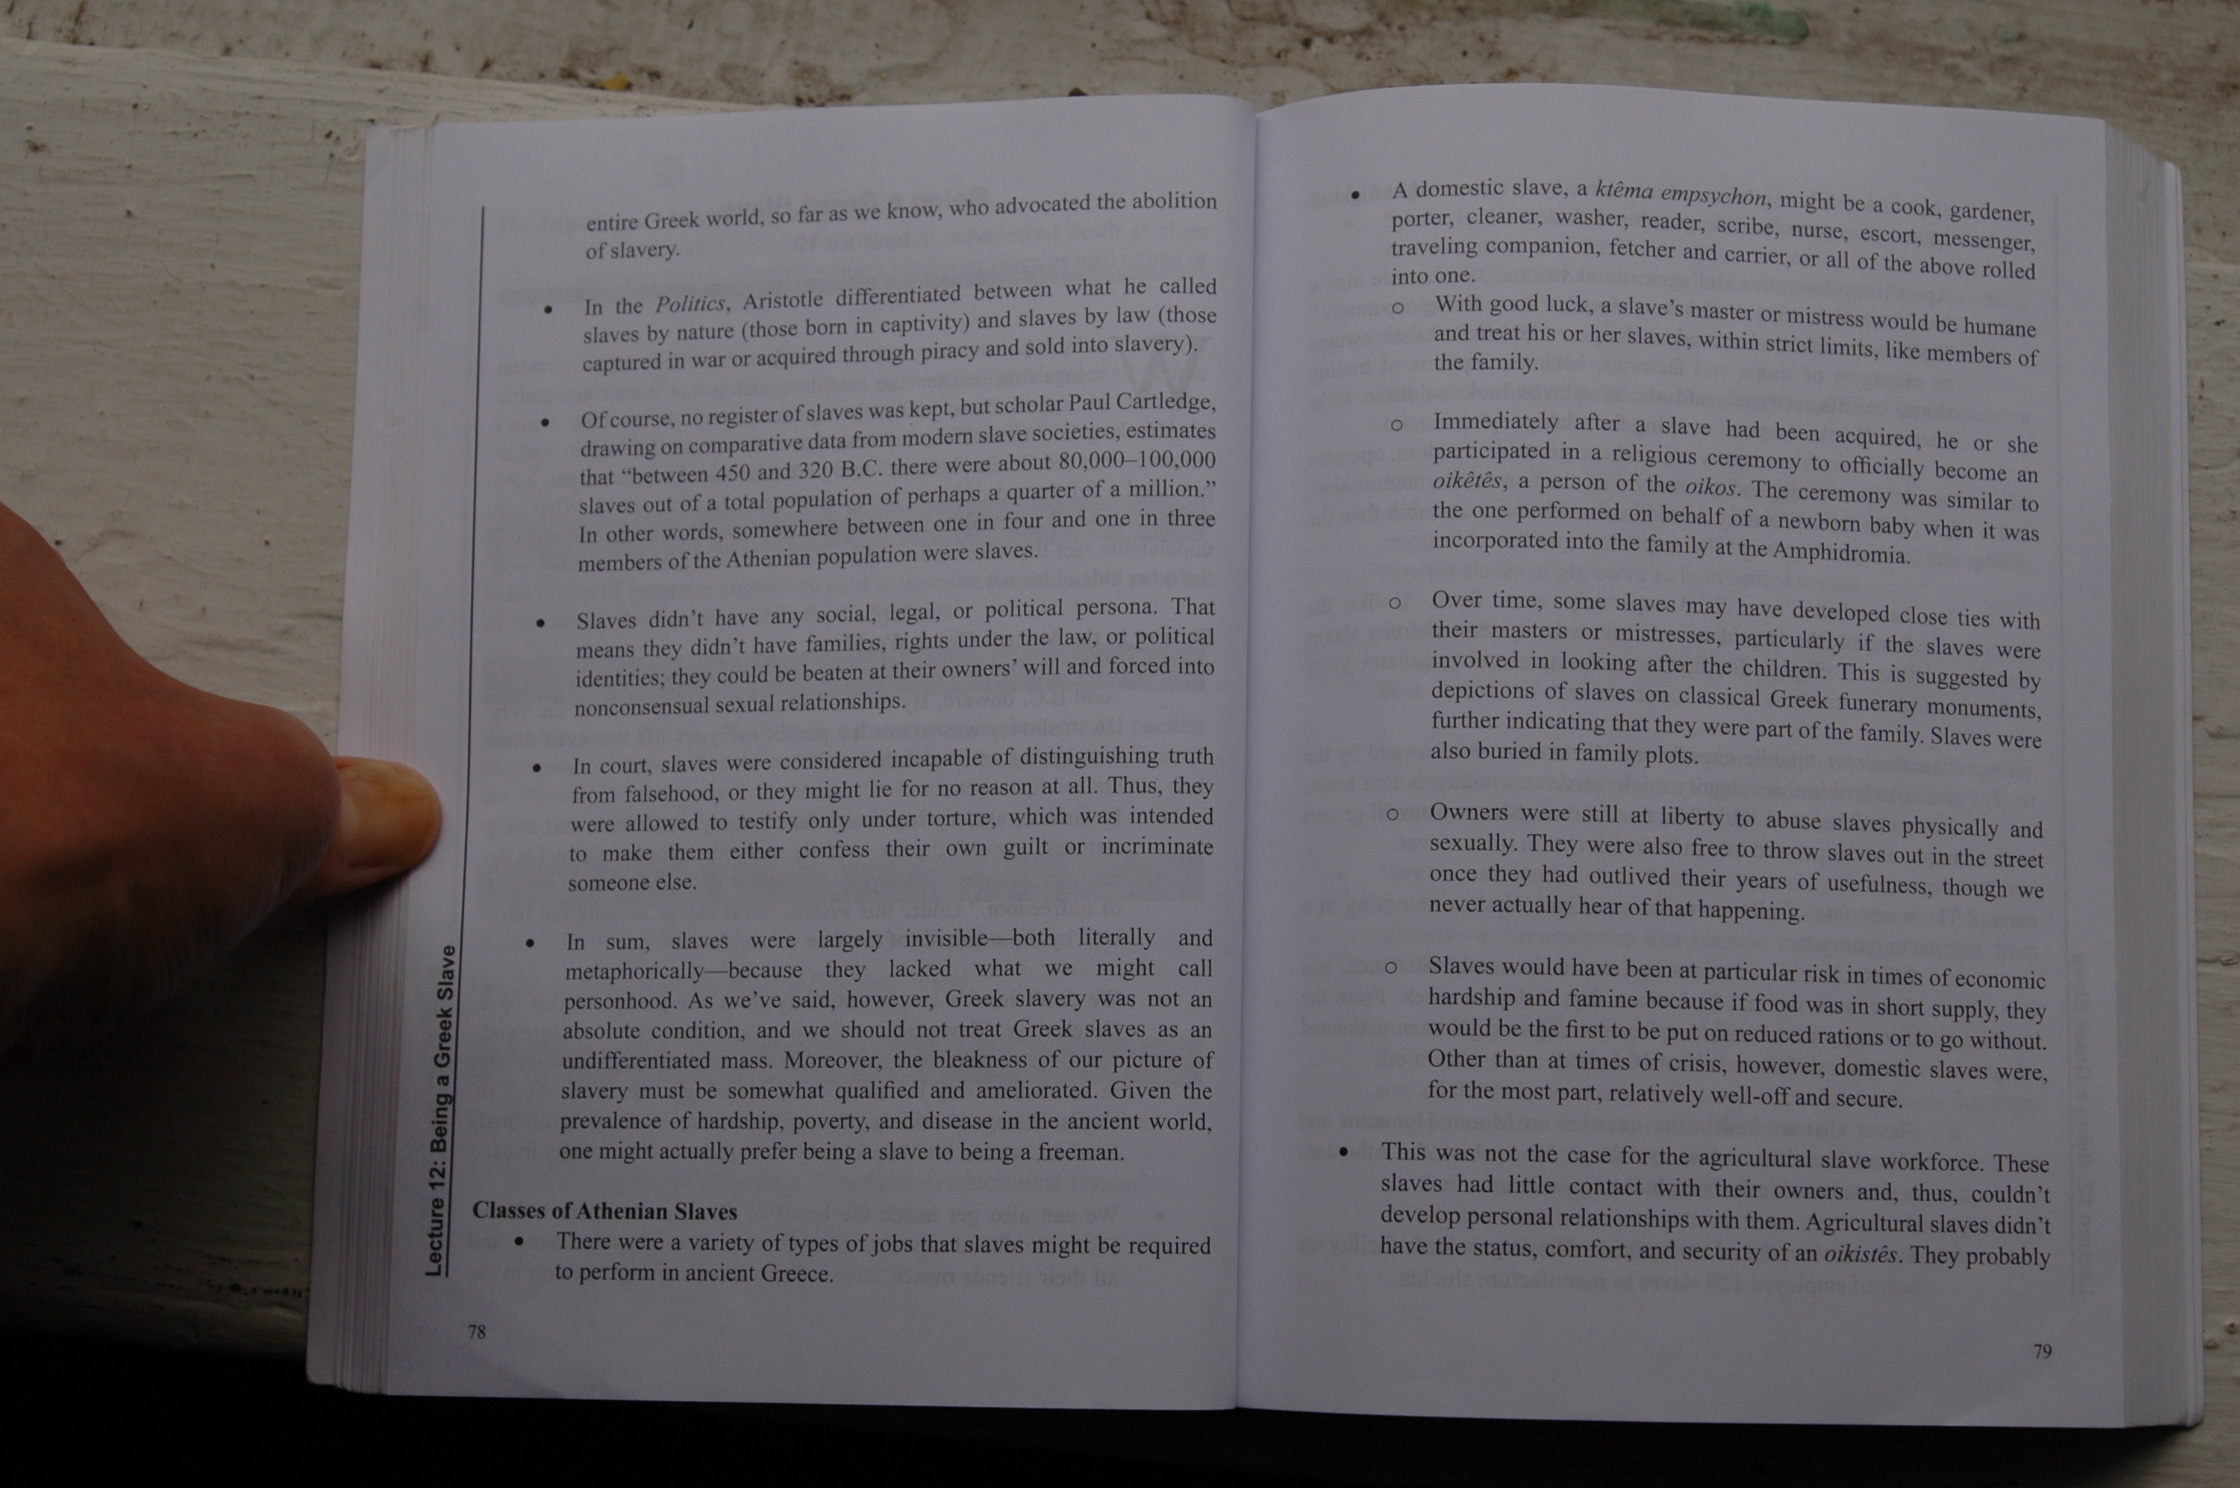 entire Greek world, so far as we know, who advocated the abolition
of slavery.
• In the Politics, Aristotle differentiated between what he called
slaves by nature (those born in captivity) and slaves by law (those
captured in war or acquired through piracy and sold into slavery).
• Of course, no register of slaves was kept, but scholar Paul Cartledge,
drawing on comparative data from modern slave societies, estimates
that “between 450 and 320 B.C. there were about 80,000–100,000
slaves out of a total population of perhaps a quarter of a million.”
In other words, somewhere between one in four and one in three
members of the Athenian population were slaves.
• Slaves didn’t have any social, legal, or political persona. That
means they didn’t have families, rights under the law, or political
identities; they could be beaten at their owners’ will and forced into
nonconsensual sexual relationships.
• In court, slaves were considered incapable of distinguishing truth
from falsehood, or they might lie for no reason at all. Thus, they
were allowed to testify only under torture, which was intended
to make them either confess their own guilt or incriminate
someone else.
• In sum, slaves were largely invisible—both literally and
metaphorically—because they lacked what we might call
personhood. As we’ve said, however, Greek slavery was not an
absolute condition, and we should not treat Greek slaves as an
undifferentiated mass. Moreover, the bleakness of our picture of
slavery must be somewhat qualified and ameliorated. Given the
prevalence of hardship, poverty, and disease in the ancient world,
one might actually prefer being a slave to being a freeman.
Classes of Athenian Slaves
• There were a variety of types of jobs that slaves might be required
to perform in ancient Greece.
Lecture 12: Being a Greek Slave
78
• A domestic slave, a ktêma empsychon, might be a cook, gardener,
porter, cleaner, washer, reader, scribe, nurse, escort, messenger,
traveling companion, fetcher and carrier, or all of the above rolled
into one.
o With good luck, a slave’s master or mistress would be humane
and treat his or her slaves, within strict limits, like members of
the family.
o Immediately after a slave had been acquired, he or she
participated in a religious ceremony to officially become an
oikêtês, a person of the oikos. The ceremony was similar to
the one performed on behalf of a newborn baby when it was
incorporated into the family at the Amphidromia.
o Over time, some slaves may have developed close ties with
their masters or mistresses, particularly if the slaves were
involved in looking after the children. This is suggested by
depictions of slaves on classical Greek funerary monuments,
further indicating that they were part of the family. Slaves were
also buried in family plots.
o Owners were still at liberty to abuse slaves physically and
sexually. They were also free to throw slaves out in the street
once they had outlived their years of usefulness, though we
never actually hear of that happening.
o Slaves would have been at particular risk in times of economic
hardship and famine because if food was in short supply, they
would be the first to be put on reduced rations or to go without.
Other than at times of crisis, however, domestic slaves were,
for the most part, relatively well-off and secure.
• This was not the case for the agricultural slave workforce. These
slaves had little contact with their owners and, thus, couldn’t
develop personal relationships with them. Agricultural slaves didn’t
have the status, comfort, and security of an oikistês. They probably
79